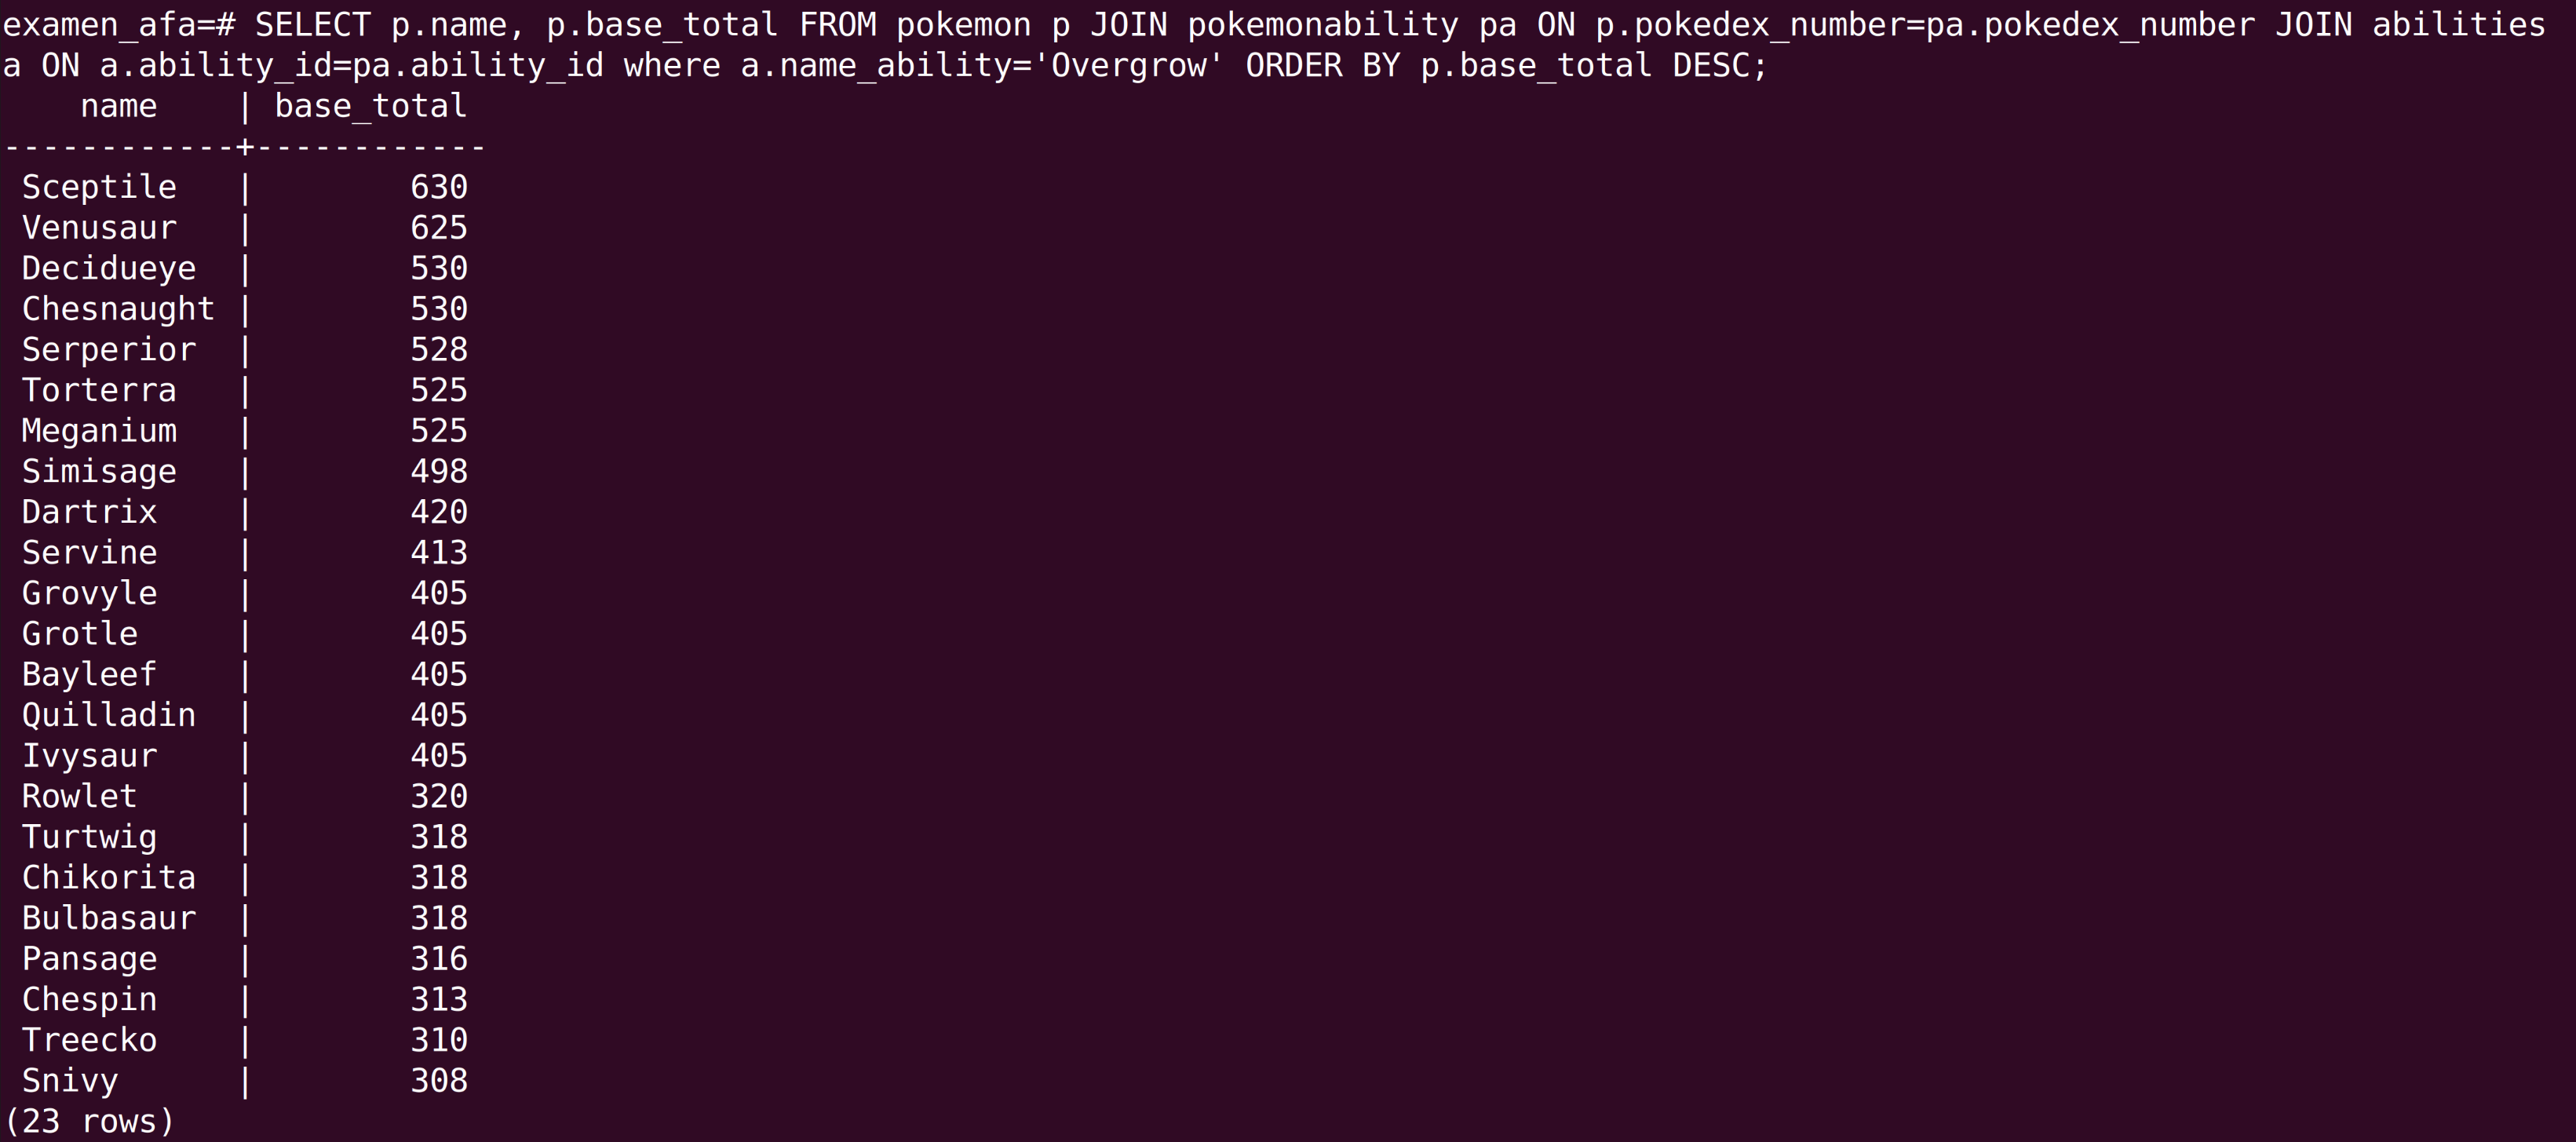 examen_afa=# SELECT p.name, p.base_total FROM pokemon p JOIN pokemonability pa ON p.pokedex_number=pa.pokedex_number JOIN abilities
a ON a.ability_id=pa.ability_id where a.name_ability='Overgrow' ORDER BY p.base_total DESC;
    name    | base_total
------------+------------
 Sceptile   |        630
 Venusaur   |        625
 Decidueye  |        530
 Chesnaught |        530
 Serperior  |        528
 Torterra   |        525
 Meganium   |        525
 Simisage   |        498
 Dartrix    |        420
 Servine    |        413
 Grovyle    |        405
 Grotle     |        405
 Bayleef    |        405
 Quilladin  |        405
 Ivysaur    |        405
 Rowlet     |        320
 Turtwig    |        318
 Chikorita  |        318
 Bulbasaur  |        318
 Pansage    |        316
 Chespin    |        313
 Treecko    |        310
 Snivy      |        308
(23 rows)